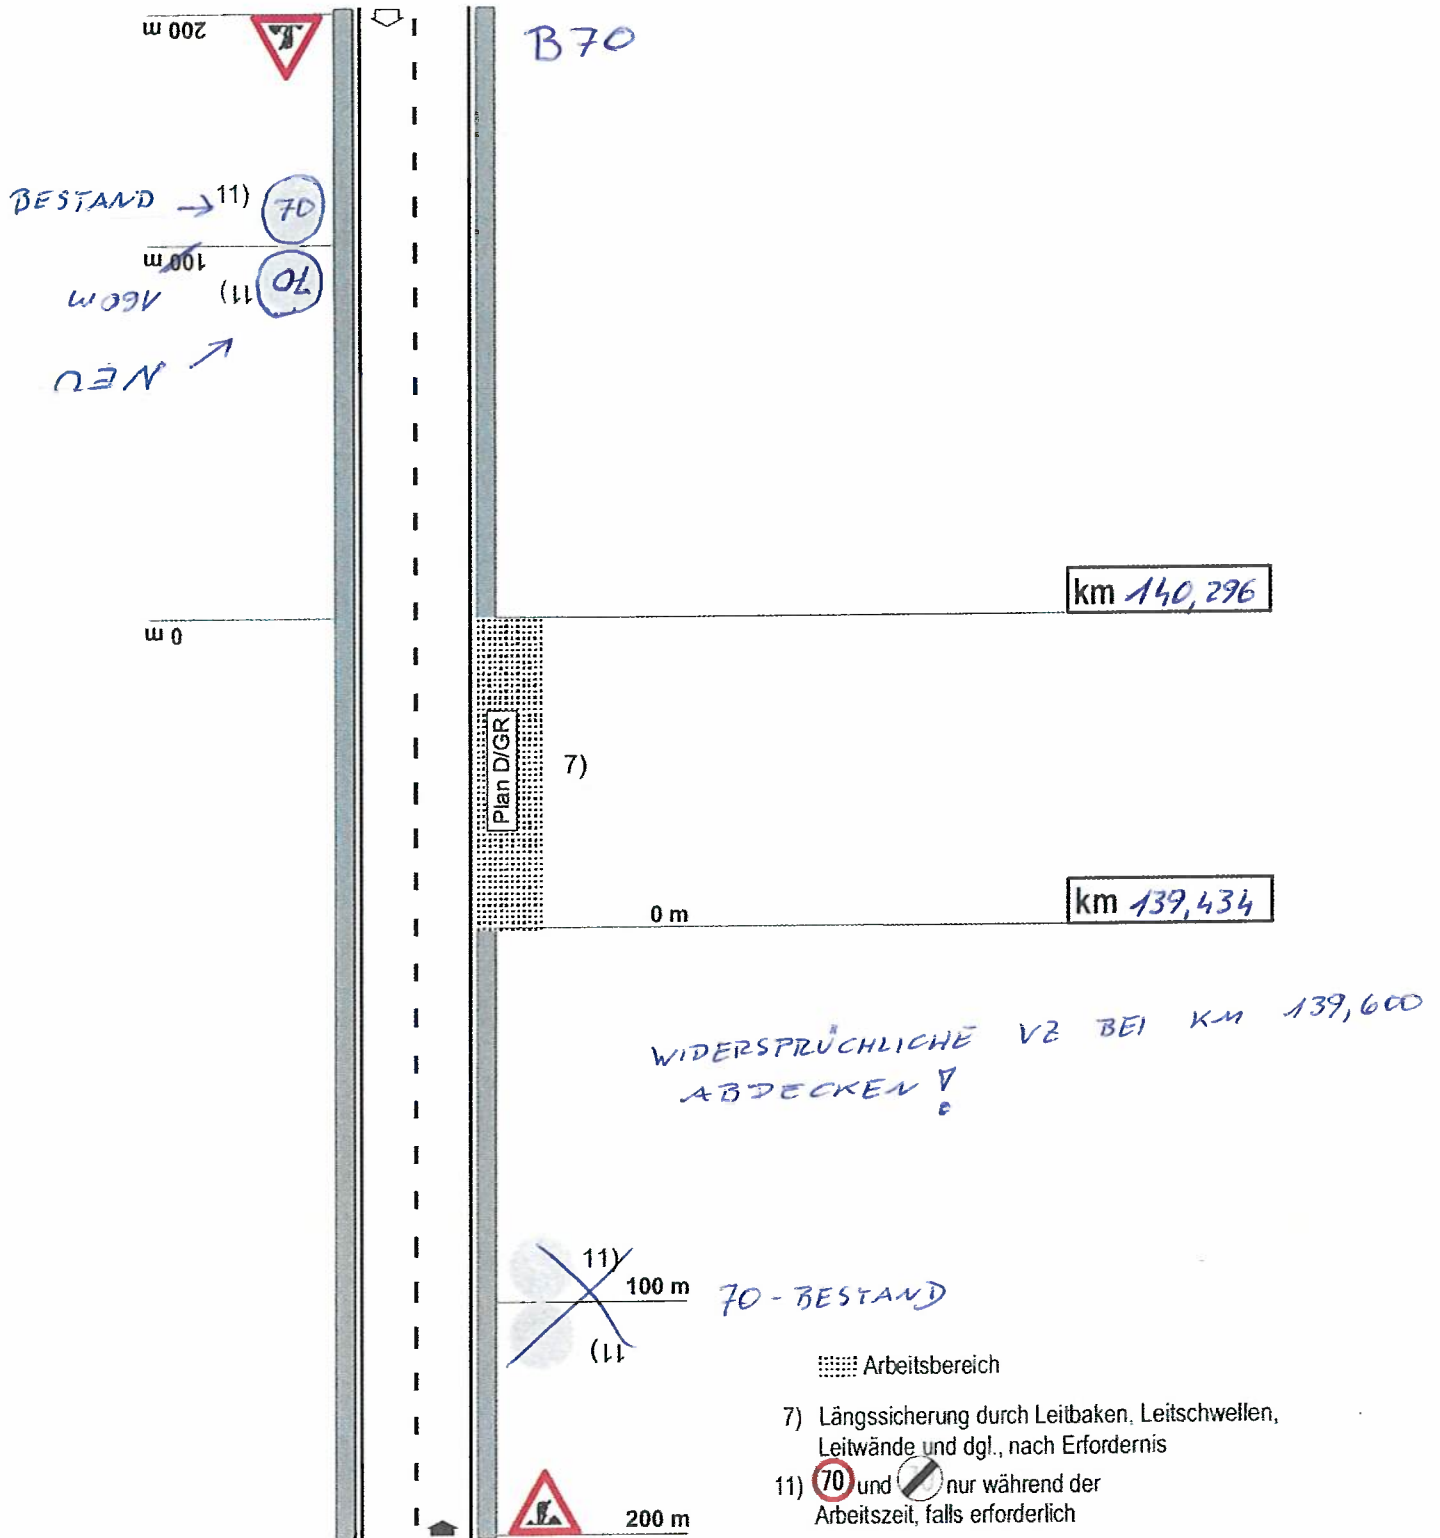 200 m
B70
BESTAND → 11) 70
100 m
160m 11) 70
NEU
km 140,296
0 m
Plan D/GR
7)
km 139,434
0 m
WIDERSPRÜCHLICHE VZ BEI KM 139,600
ABDECKEN!
11)
100 m 70-BESTAND
11)
Arbeitsbereich
7) Längssicherung durch Leitbaken, Leitschwellen,
Leitwände und dgl., nach Erfordernis
11) 70 und 70 nur während der
Arbeitszeit, falls erforderlich
200 m